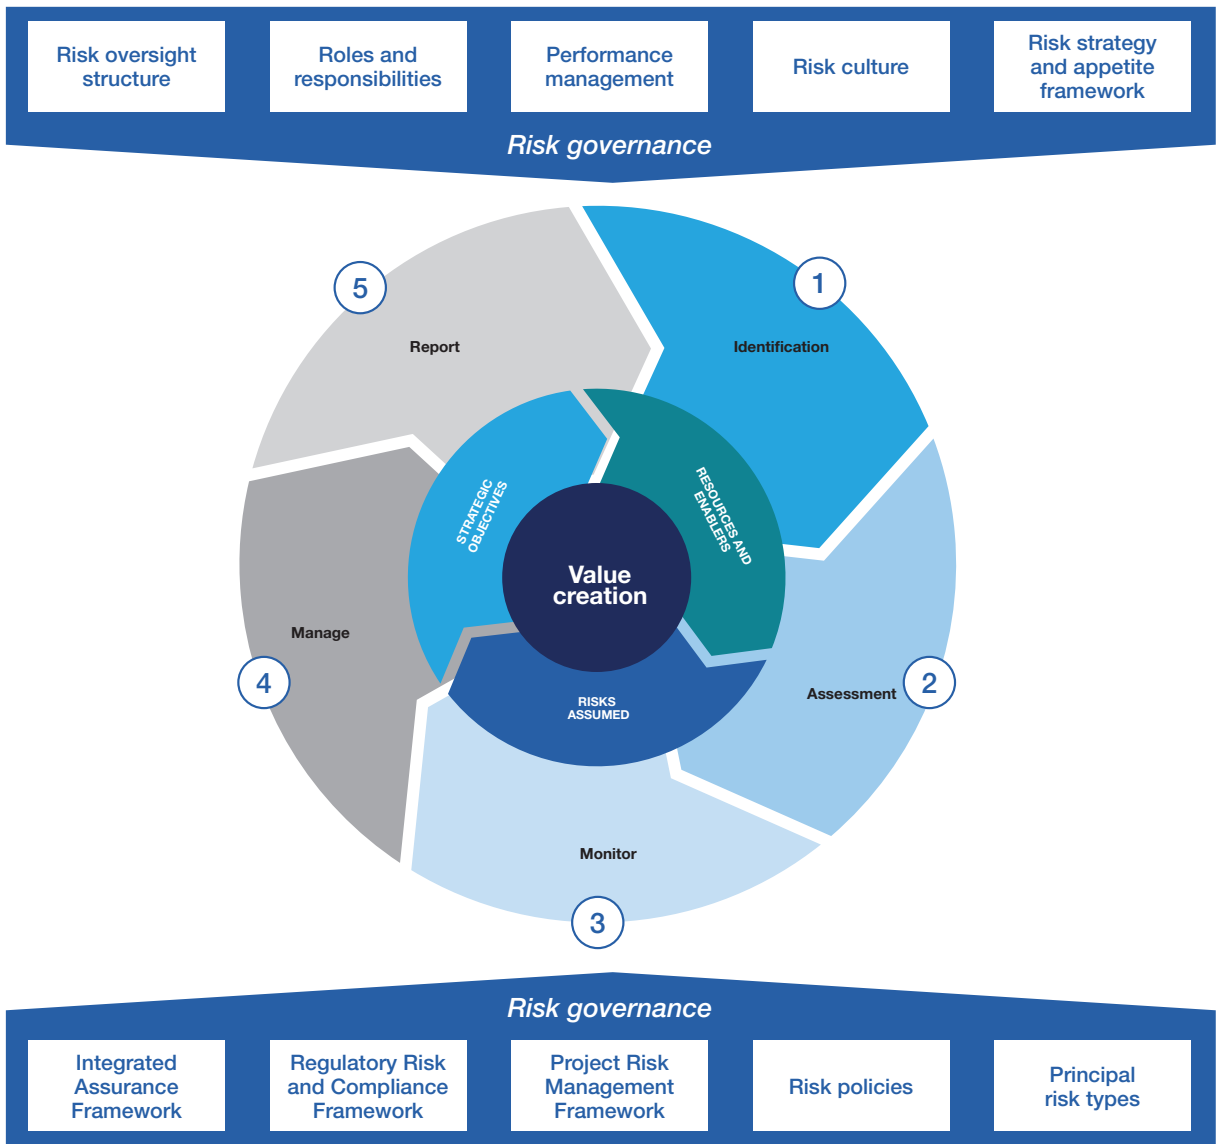 Risk oversight
structure
Roles and
responsibilities
Performance
management
Risk culture
Risk strategy
and appetite
framework
Risk governance
1
Identification
2
Assessment
3
Monitor
4
Manage
5
Report
STRATEGIC
OBJECTIVES
RESOURCES AND
ENABLERS
RISKS
ASSUMED
Value
creation
Risk governance
Integrated
Assurance
Framework
Regulatory Risk
and Compliance
Framework
Project Risk
Management
Framework
Risk policies
Principal
risk types